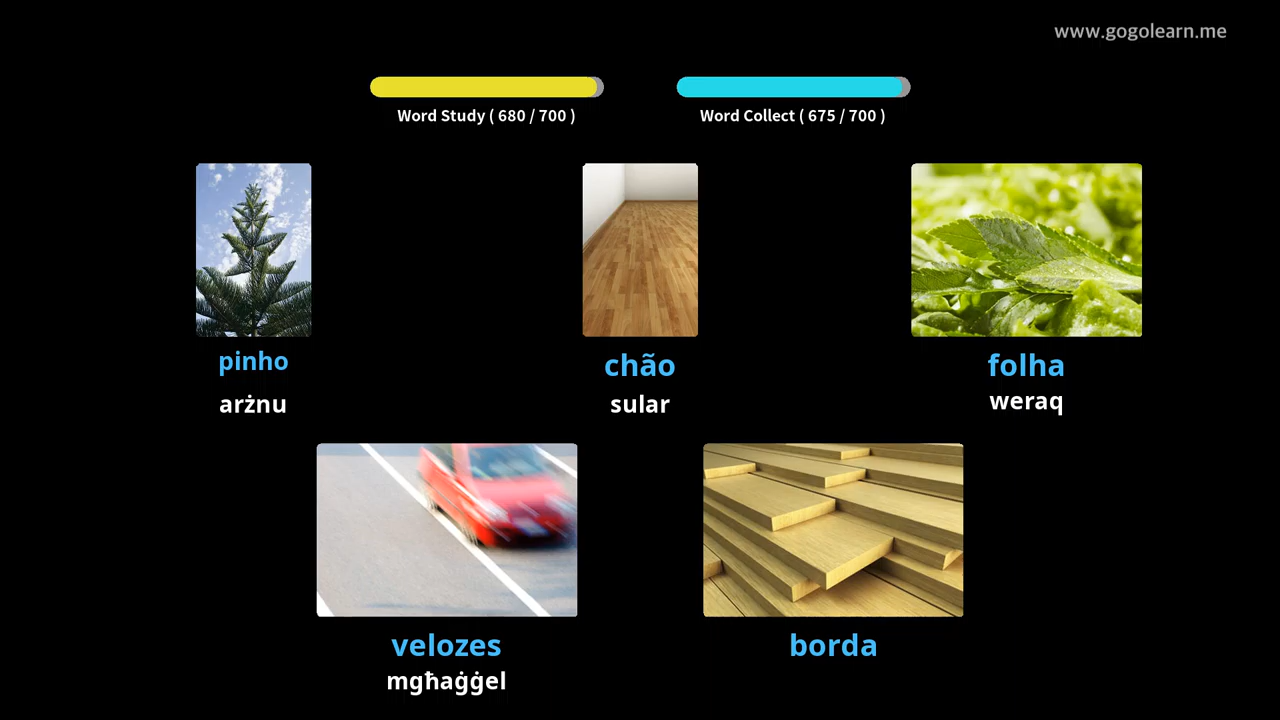 www.gogolearn.me
Word Study ( 680 / 700 )
Word Collect ( 675 / 700 )
pinho
arżnu
chão
sular
folha
weraq
velozes
mgħaġġel
borda